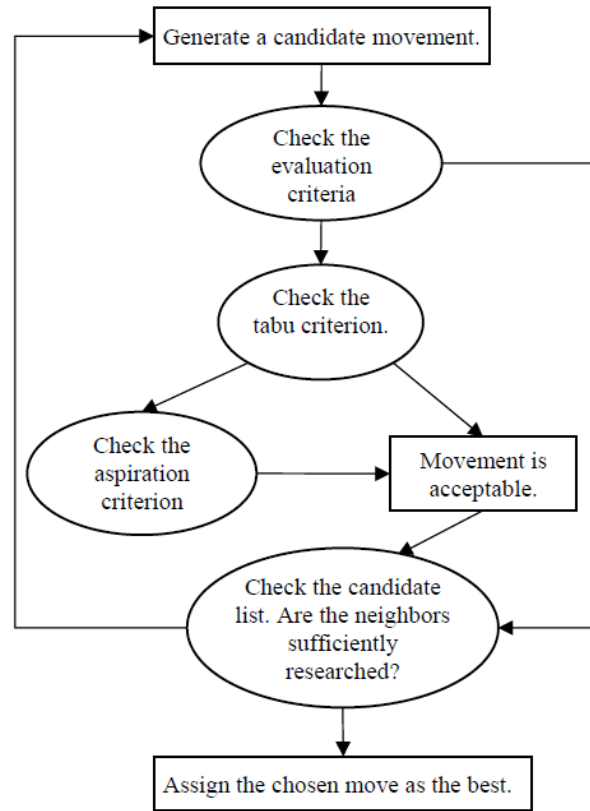 Generate a candidate movement.
Check the
evaluation
criteria
Check the
tabu criterion.
Check the
aspiration
criterion
Movement is
acceptable.
Check the candidate
list. Are the neighbors
sufficiently
researched?
Assign the chosen move as the best.